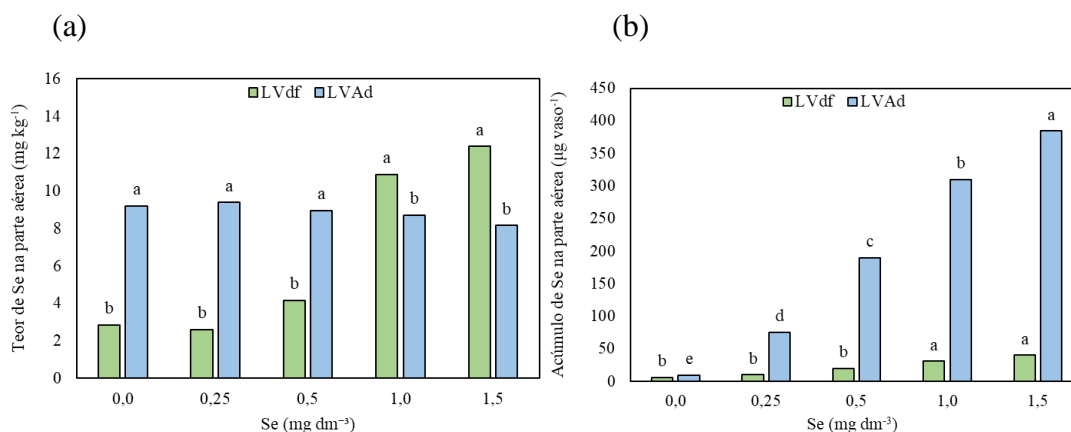 (a)
Teor de Se na parte aérea (mg kg⁻¹)
16
14
12
10
8
6
4
2
0
LVdf LVAd
b a b a b a a b a b
0,0 0,25 0,5 1,0 1,5
Se (mg dm⁻³)
(b)
Acúmulo de Se na parte aérea (µg vaso⁻¹)
450
400
350
300
250
200
150
100
50
0
LVdf LVAd
b e b d b c a b a a
0,0 0,25 0,5 1,0 1,5
Se (mg dm⁻³)